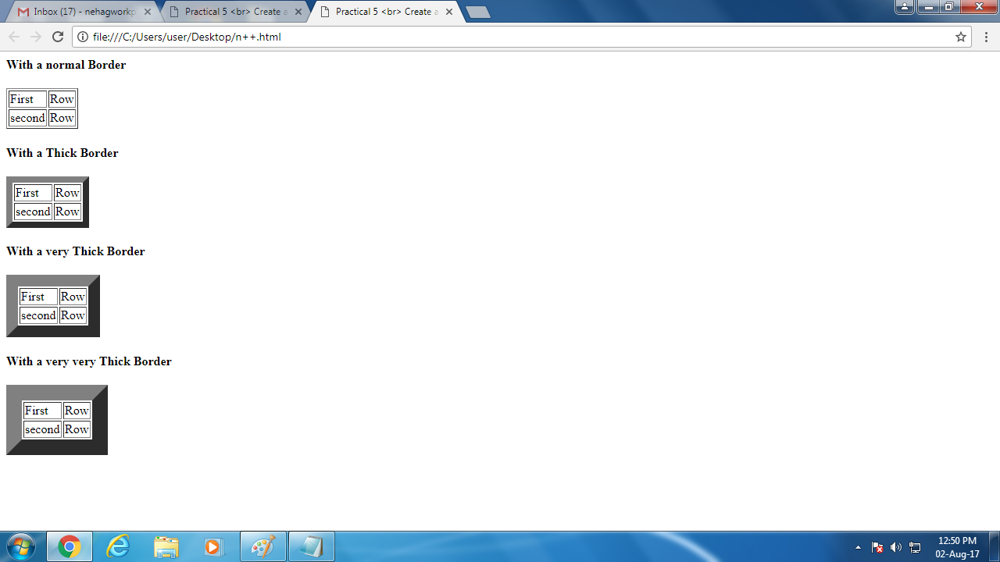 Inbox (17) - nehagworkp
Practical 5 <br> Create a
Practical 5 <br> Create a
file:///C:/Users/user/Desktop/n++.html
With a normal Border
First Row
second Row
With a Thick Border
First Row
second Row
With a very Thick Border
First Row
second Row
With a very very Thick Border
First Row
second Row
12:50 PM
02-Aug-17